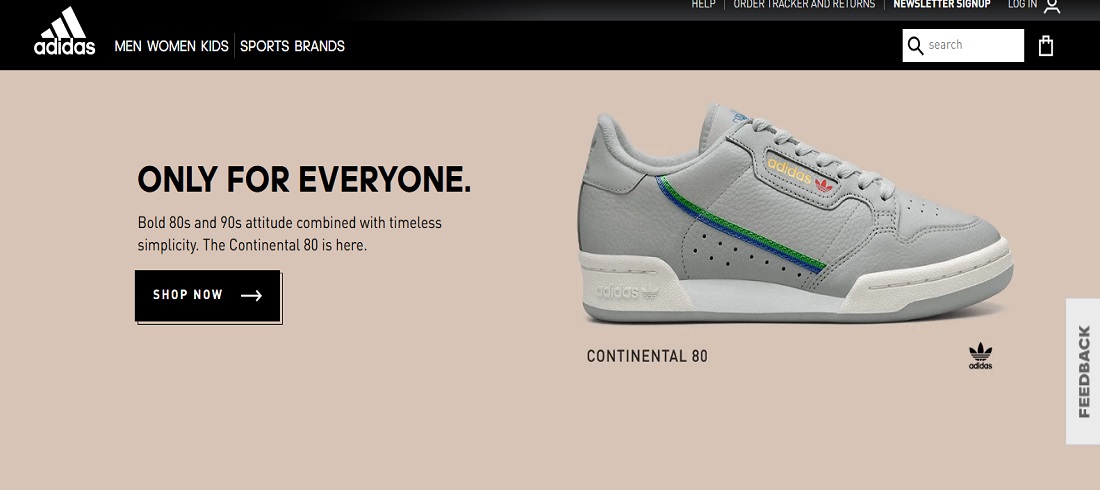 HELP ORDER TRACKER AND RETURNS NEWSLETTER SIGNUP LOG IN
adidas
MEN WOMEN KIDS SPORTS BRANDS
search
ONLY FOR EVERYONE.
Bold 80s and 90s attitude combined with timeless
simplicity. The Continental 80 is here.
SHOP NOW
adidas
adidas
CONTINENTAL 80
adidas
FEEDBACK